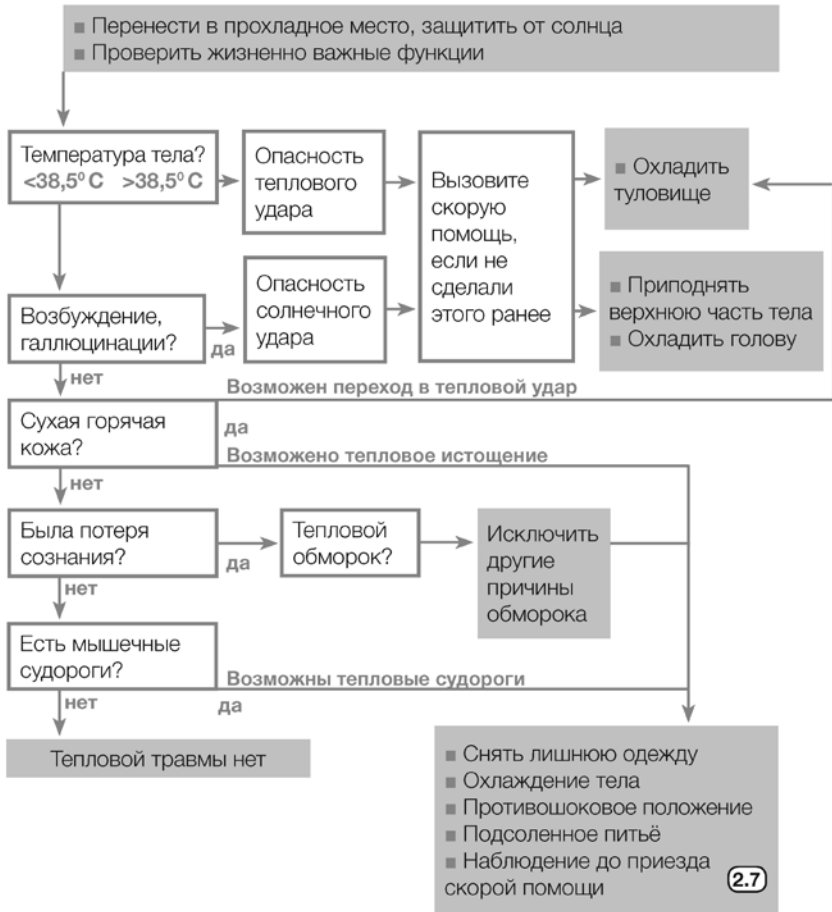 ■ Перенести в прохладное место, защитить от солнца
■ Проверить жизненно важные функции
Температура тела?
<38,5⁰ C >38,5⁰ C
Опасность
теплового
удара
Вызовите
скорую
помощь,
если не
сделали
этого ранее
■ Охладить
туловище
Возбуждение,
галлюцинации?
да
Опасность
солнечного
удара
■ Приподнять
верхнюю часть тела
■ Охладить голову
нет
Возможен переход в тепловой удар
Сухая горячая
кожа?
да
Возможено тепловое истощение
нет
Была потеря
сознания?
да
Тепловой
обморок?
Исключить
другие
причины
обморока
нет
Есть мышечные
судороги?
Возможны тепловые судороги
да
нет
Тепловой травмы нет
■ Снять лишнюю одежду
■ Охлаждение тела
■ Противошоковое положение
■ Подсоленное питьё
■ Наблюдение до приезда
скорой помощи
2.7